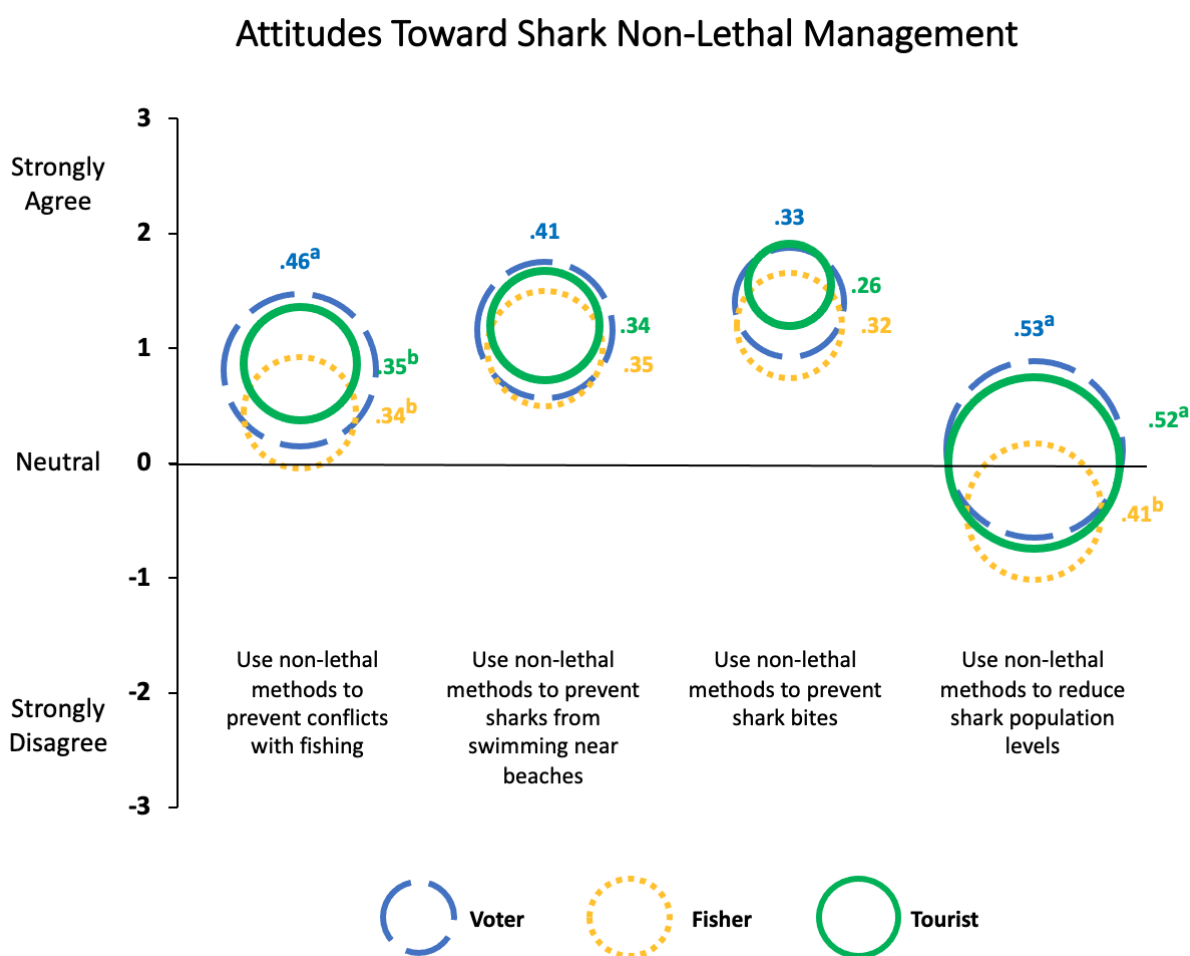 Attitudes Toward Shark Non-Lethal Management
3
Strongly
Agree
2
1
Neutral
0
-1
-2
Strongly
Disagree
-3
.46a
.35b
.34b
.41
.34
.35
.33
.26
.32
.53a
.52a
.41b
Use non-lethal
methods to
prevent conflicts
with fishing
Use non-lethal
methods to prevent
sharks from
swimming near
beaches
Use non-lethal
methods to prevent
shark bites
Use non-lethal
methods to reduce
shark population
levels
Voter
Fisher
Tourist